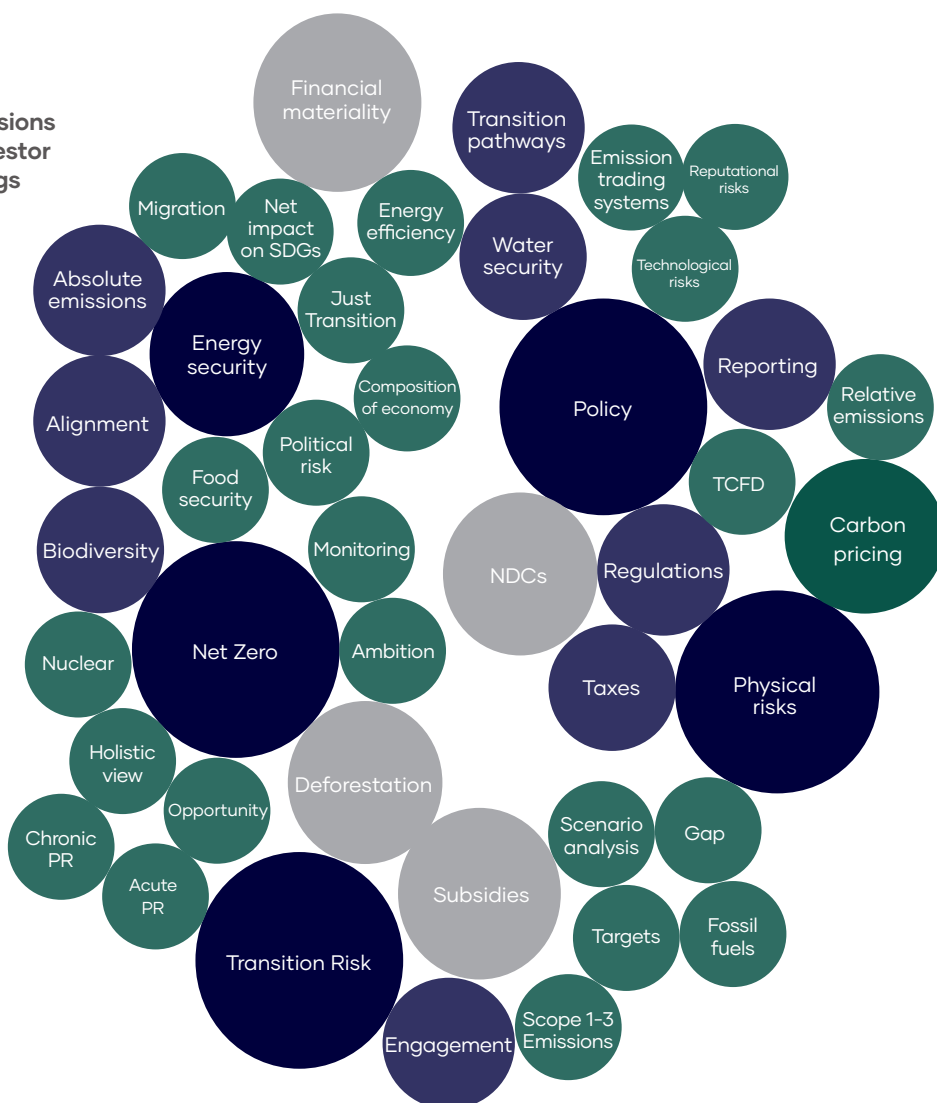 sions
estor
gs
Financial
materiality
Transition
pathways
Emission
trading
systems
Reputational
risks
Migration
Net
impact
on SDGs
Energy
efficiency
Water
security
Technological
risks
Absolute
emissions
Energy
security
Just
Transition
Composition
of economy
Policy
Reporting
Relative
emissions
Alignment
Political
risk
Food
security
TCFD
Carbon
pricing
Biodiversity
Monitoring
NDCs
Regulations
Nuclear
Net Zero
Ambition
Taxes
Physical
risks
Holistic
view
Opportunity
Deforestation
Chronic
PR
Acute
PR
Subsidies
Scenario
analysis
Gap
Transition Risk
Targets
Fossil
fuels
Engagement
Scope 1-3
Emissions